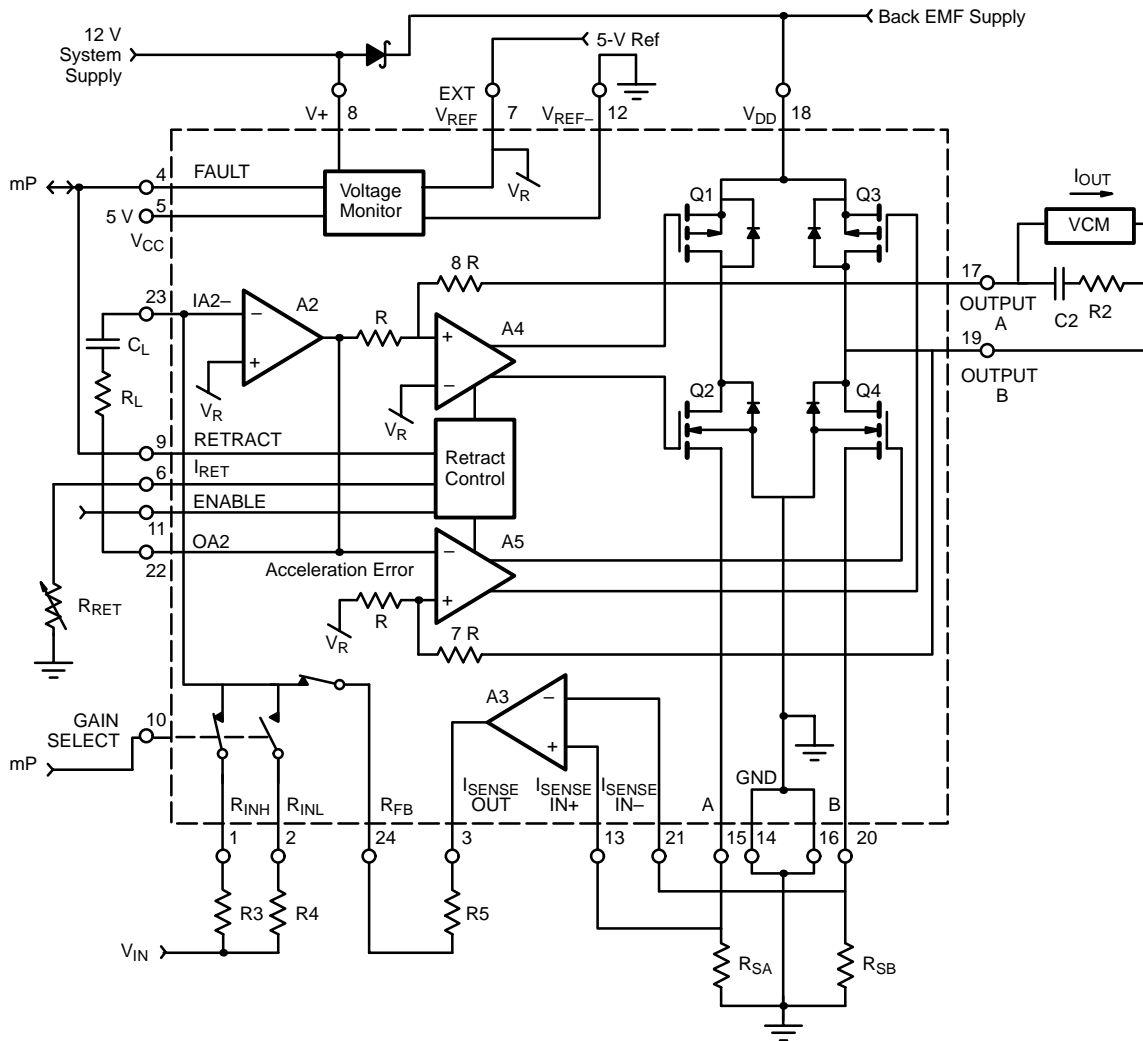 Back EMF Supply
12 V
System
Supply
5-V Ref
EXT
V+
8
VREF
7
VREF–
12
VDD
18
mP
4
FAULT
Voltage
Monitor
VR
5
5 V
VCC
Q1
Q3
IOUT
VCM
8 R
17
OUTPUT
A
C2
R2
23
IA2–
–
+
A2
R
A4
+
–
CL
RL
VR
VR
19
OUTPUT
B
Q2
Q4
9
RETRACT
6
IRET
Retract
Control
ENABLE
11
OA2
22
A5
–
+
Acceleration Error
RRET
R
VR
7 R
A3
–
+
GAIN
SELECT
10
mP
RINH
RINL
RFB
ISENSE
OUT
ISENSE
IN+
ISENSE
IN–
A
GND
B
1
2
24
3
13
21
15
14
16
20
R3
R4
R5
VIN
RSA
RSB